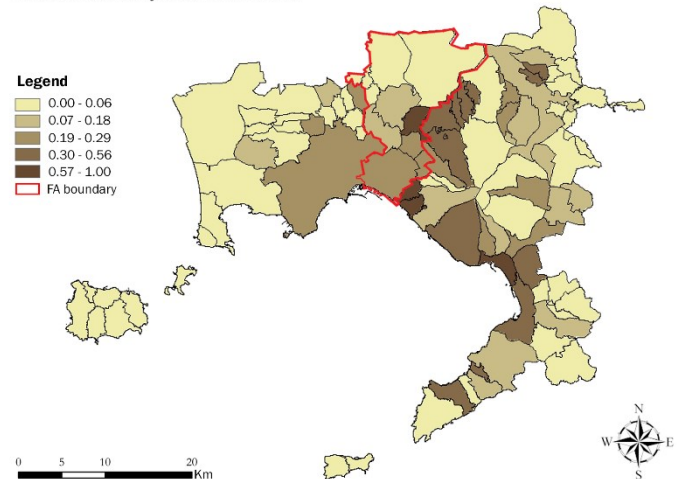 Legend
0.00 - 0.06
0.07 - 0.18
0.19 - 0.29
0.30 - 0.56
0.57 - 1.00
FA boundary
N
W E
S
0 5 10 20
Km